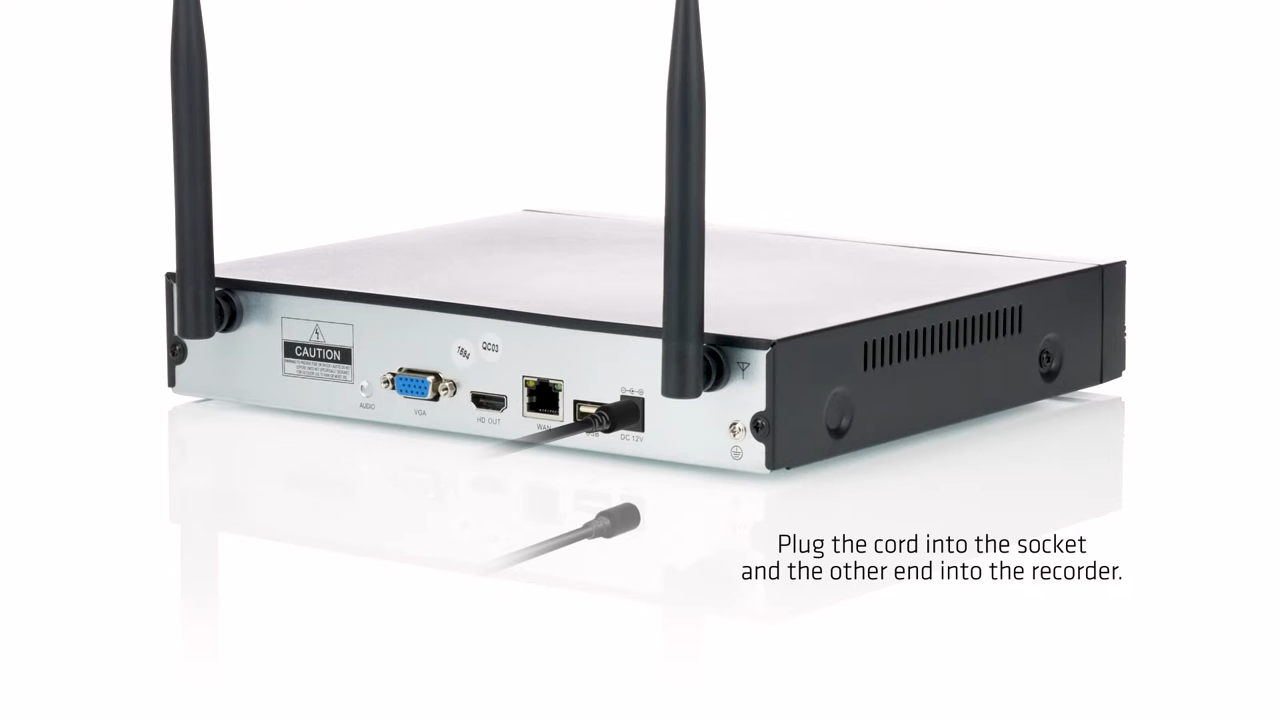 CAUTION
1694
QC03
AUDIO
VGA
HD OUT
WAN
USB
DC 12V
Plug the cord into the socket
and the other end into the recorder.